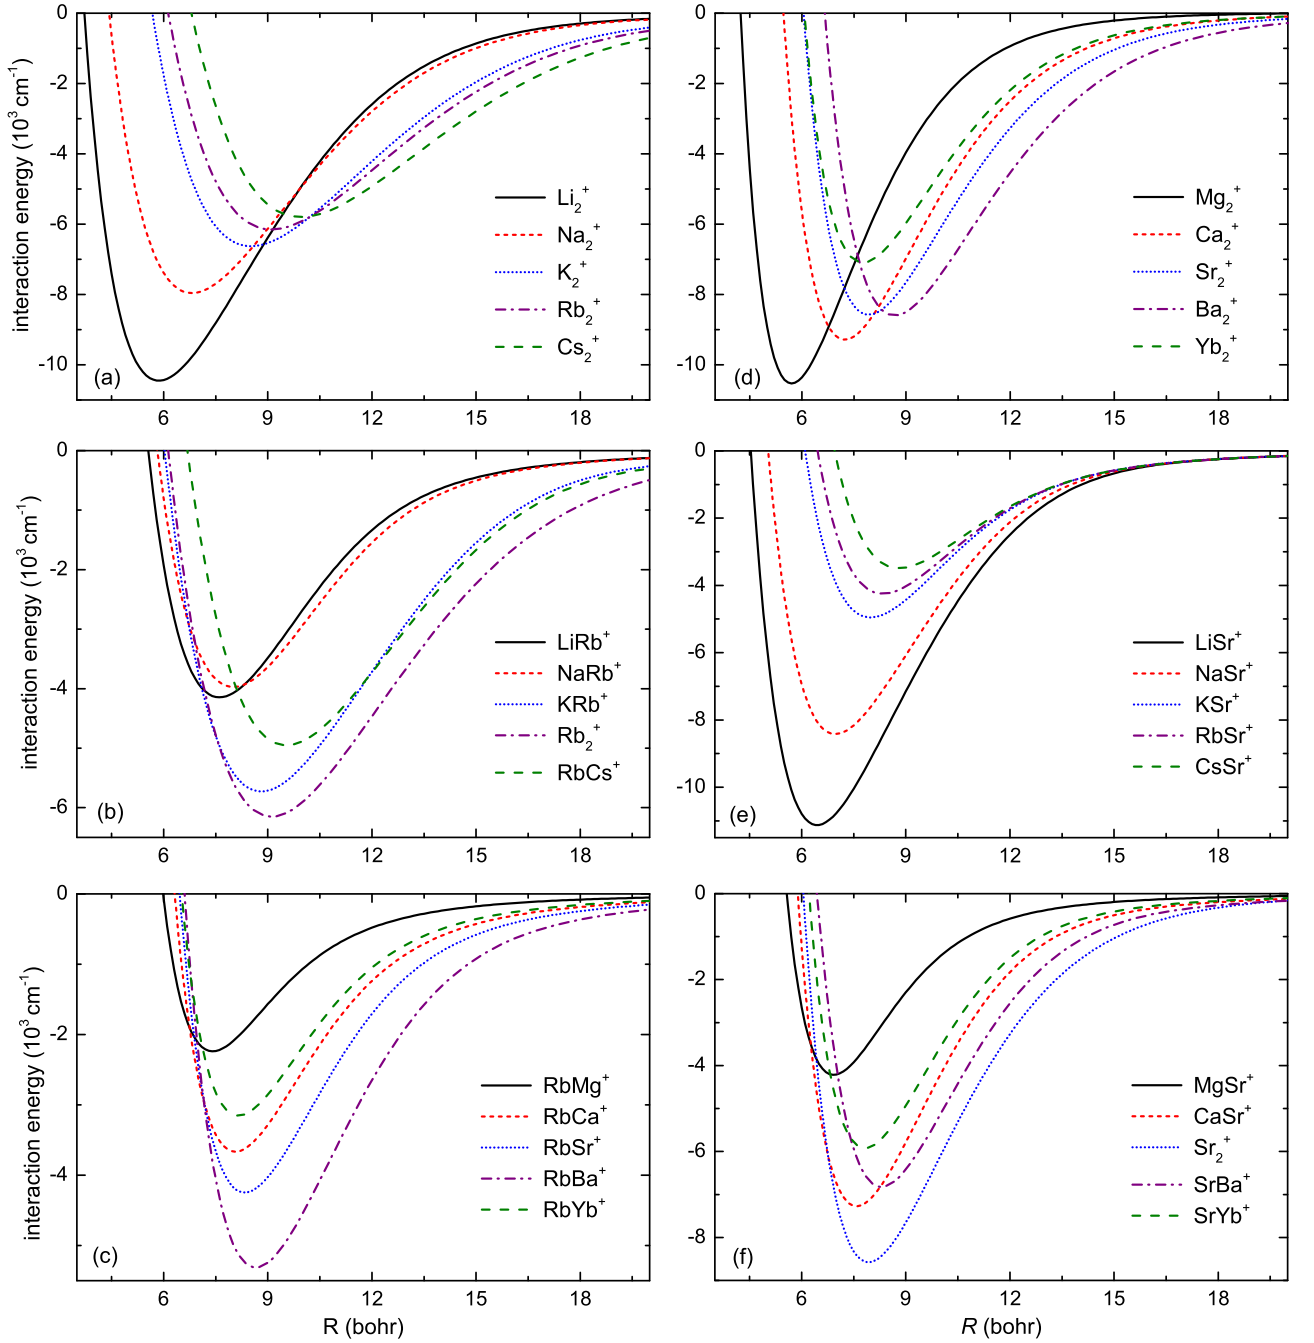 interaction energy (10³ cm⁻¹)
0
-2
-4
-6
-8
-10
Li₂⁺
Na₂⁺
K₂⁺
Rb₂⁺
Cs₂⁺
(a)
6 9 12 15 18
interaction energy (10³ cm⁻¹)
0
-2
-4
-6
LiRb⁺
NaRb⁺
KRb⁺
Rb₂⁺
RbCs⁺
(b)
6 9 12 15 18
interaction energy (10³ cm⁻¹)
0
-2
-4
RbMg⁺
RbCa⁺
RbSr⁺
RbBa⁺
RbYb⁺
(c)
6 9 12 15 18
R (bohr)
0
-2
-4
-6
-8
-10
Mg₂⁺
Ca₂⁺
Sr₂⁺
Ba₂⁺
Yb₂⁺
(d)
6 9 12 15 18
0
-2
-4
-6
-8
-10
LiSr⁺
NaSr⁺
KSr⁺
RbSr⁺
CsSr⁺
(e)
6 9 12 15 18
0
-2
-4
-6
-8
MgSr⁺
CaSr⁺
Sr₂⁺
SrBa⁺
SrYb⁺
(f)
6 9 12 15 18
R (bohr)